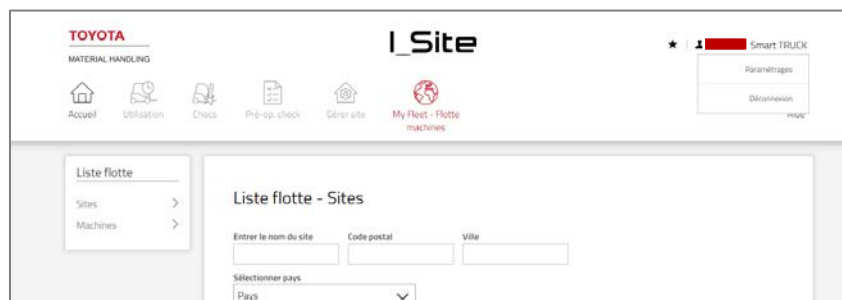 TOYOTA
MATERIAL HANDLING
I_Site
Smart TRUCK
Paramétrages
Déconnexion
Aide
Accueil
Utilisation
Chocs
Pré-op. check
Gérer site
My Fleet - Flotte
machines
Liste flotte
Sites
Machines
Liste flotte - Sites
Entrer le nom du site
Code postal
Ville
Sélectionner pays
Pays